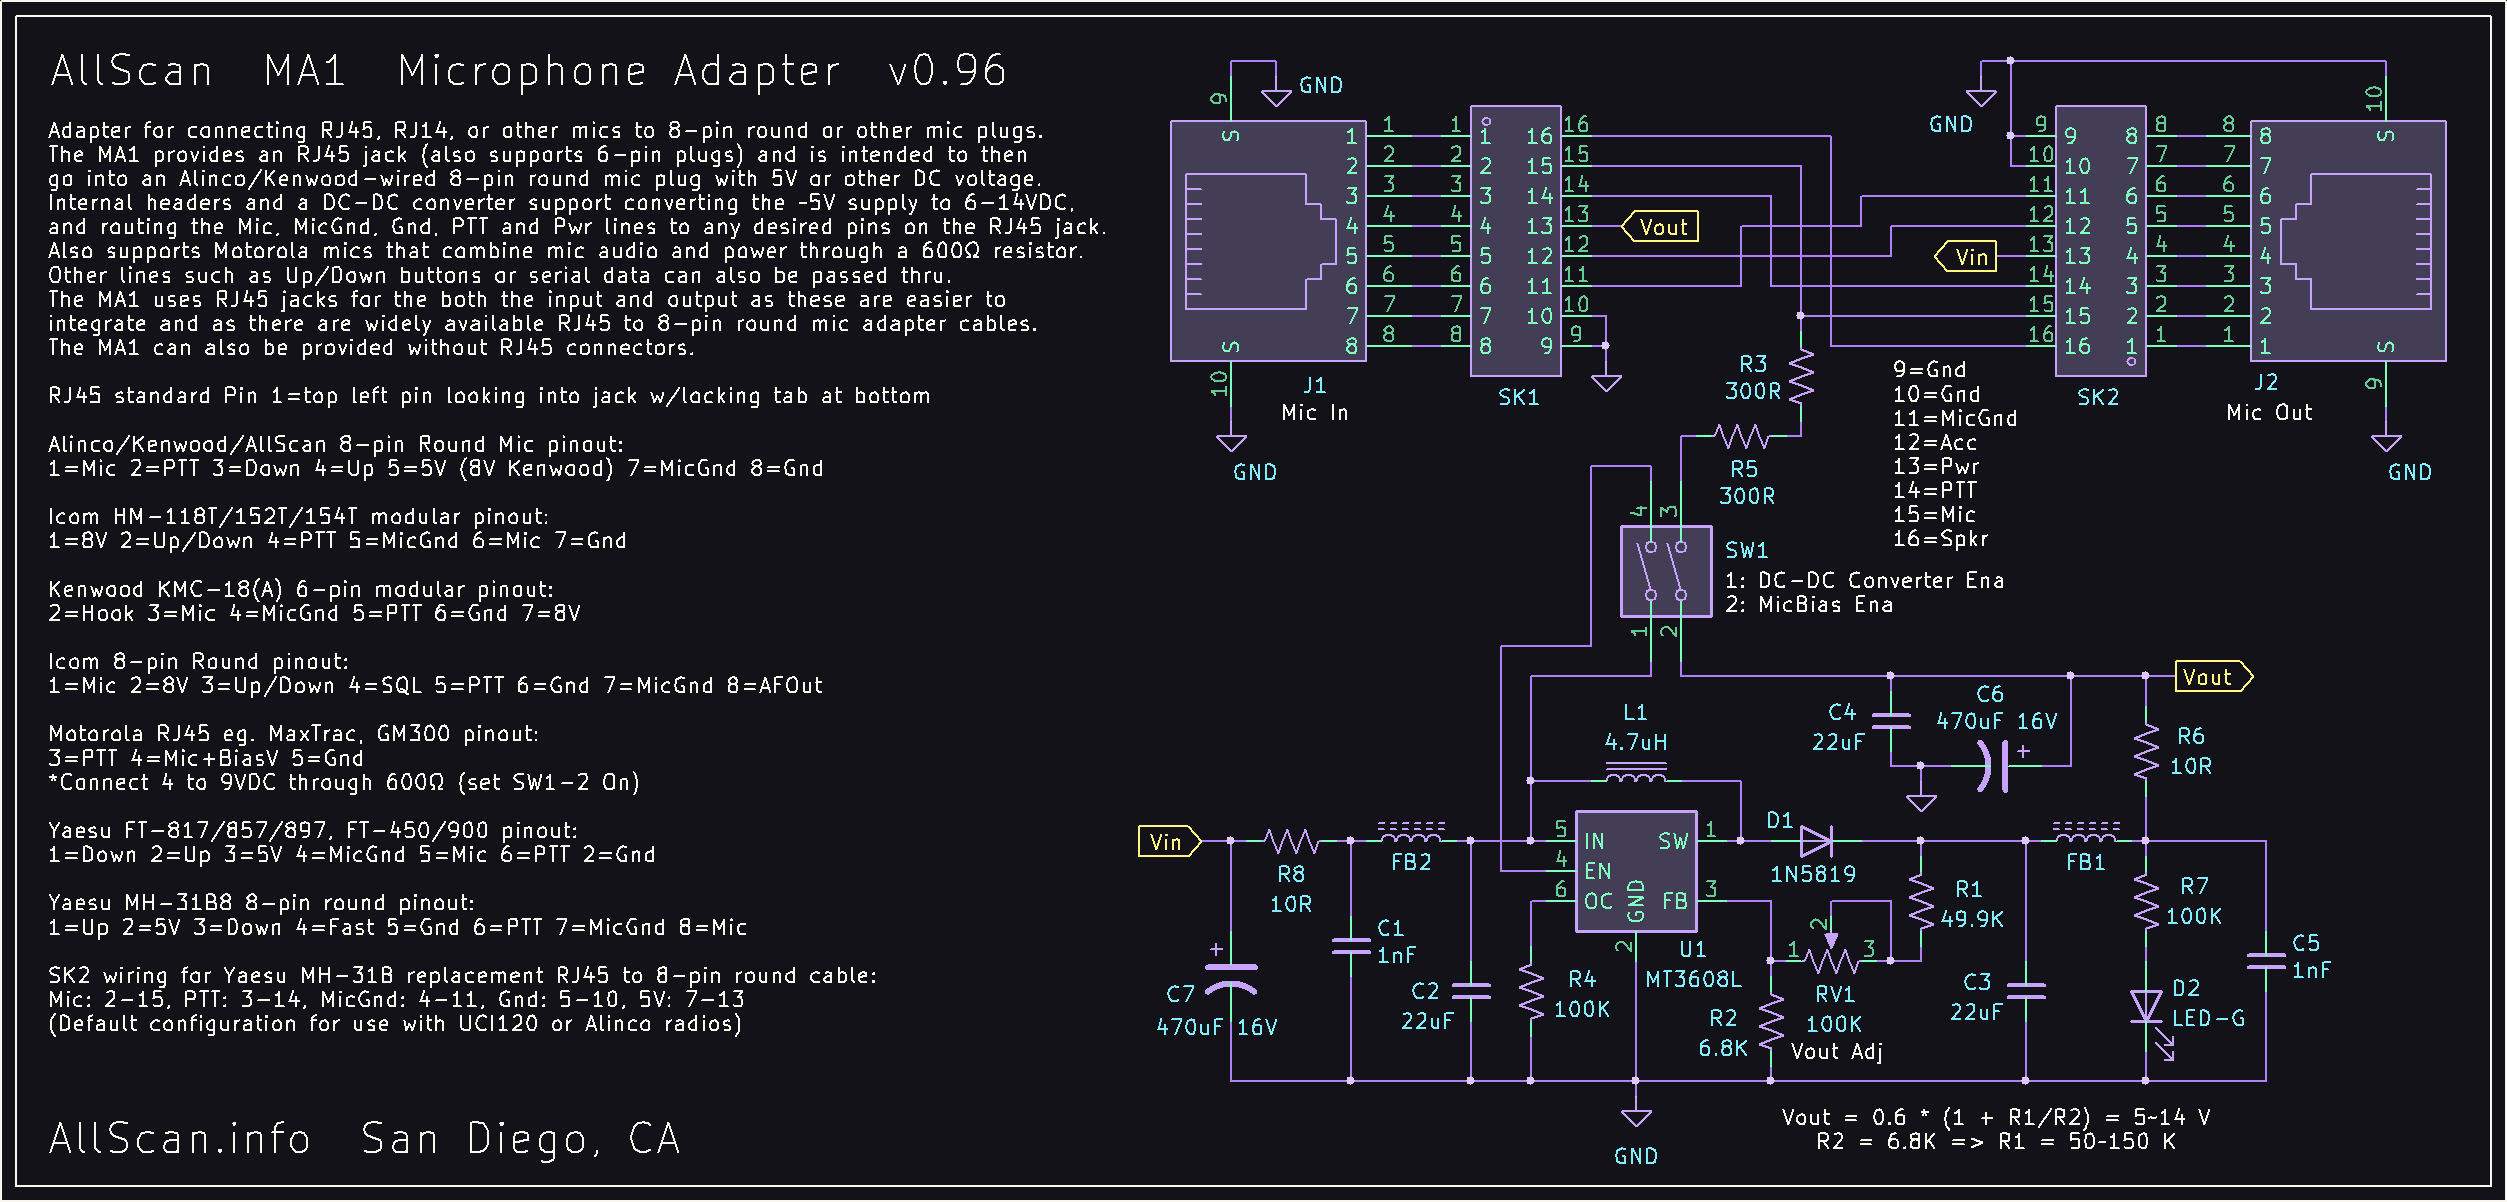 AllScan MA1 Microphone Adapter v0.96
Adapter for connecting RJ45, RJ14, or other mics to 8-pin round or other mic plugs.
The MA1 provides an RJ45 jack (also supports 6-pin plugs) and is intended to then
go into an Alinco/Kenwood-wired 8-pin round mic plug with 5V or other DC voltage.
Internal headers and a DC-DC converter support converting the ~5V supply to 6-14VDC,
and routing the Mic, MicGnd, Gnd, PTT and Pwr lines to any desired pins on the RJ45 jack.
Also supports Motorola mics that combine mic audio and power through a 600Ω resistor.
Other lines such as Up/Down buttons or serial data can also be passed thru.
The MA1 uses RJ45 jacks for the both the input and output as these are easier to
integrate and as there are widely available RJ45 to 8-pin round mic adapter cables.
The MA1 can also be provided without RJ45 connectors.
RJ45 standard Pin 1=top left pin looking into jack w/locking tab at bottom
Alinco/Kenwood/AllScan 8-pin Round Mic pinout:
1=Mic 2=PTT 3=Down 4=Up 5=5V (8V Kenwood) 7=MicGnd 8=Gnd
Icom HM-118T/152T/154T modular pinout:
1=8V 2=Up/Down 4=PTT 5=MicGnd 6=Mic 7=Gnd
Kenwood KMC-18(A) 6-pin modular pinout:
2=Hook 3=Mic 4=MicGnd 5=PTT 6=Gnd 7=8V
Icom 8-pin Round pinout:
1=Mic 2=8V 3=Up/Down 4=SQL 5=PTT 6=Gnd 7=MicGnd 8=AFOut
Motorola RJ45 eg. MaxTrac, GM300 pinout:
3=PTT 4=Mic+BiasV 5=Gnd
*Connect 4 to 9VDC through 600Ω (set SW1-2 On)
Yaesu FT-817/857/897, FT-450/900 pinout:
1=Down 2=Up 3=5V 4=MicGnd 5=Mic 6=PTT 2=Gnd
Yaesu MH-31B8 8-pin round pinout:
1=Up 2=5V 3=Down 4=Fast 5=Gnd 6=PTT 7=MicGnd 8=Mic
SK2 wiring for Yaesu MH-31B replacement RJ45 to 8-pin round cable:
Mic: 2-15, PTT: 3-14, MicGnd: 4-11, Gnd: 5-10, 5V: 7-13
(Default configuration for use with UCI120 or Alinco radios)
AllScan.info San Diego, CA
GND
9
S
1 1 1 1 16 16
2 2 2 2 15 15
3 3 3 3 14 14
4 4 4 4 13 13
5 5 5 5 12 12
6 6 6 6 11 11
7 7 7 7 10 10
8 8 8 8 9 9
S
10
J1
Mic In
GND
SK1
Vout
GND
Vin
10
S
9 9 8 8 8 8
10 10 7 7 7 7
11 11 6 6 6 6
12 12 5 5 5 5
13 13 4 4 4 4
14 14 3 3 3 3
15 15 2 2 2 2
16 16 1 1 1 1
S
9
SK2
J2
Mic Out
GND
9=Gnd
10=Gnd
11=MicGnd
12=Acc
13=Pwr
14=PTT
15=Mic
16=Spkr
R3
300R
R5
300R
4 3
SW1
1: DC-DC Converter Ena
2: MicBias Ena
1 2
Vout
C4
22uF
C6
470uF 16V
+
R6
10R
L1
4.7uH
Vin
R8
10R
FB2
5 IN SW 1
4 EN
6 OC GND FB 3
2
U1
MT3608L
D1
1N5819
FB1
R1
49.9K
R7
100K
C1
1nF
+
C7
470uF 16V
C2
22uF
R4
100K
R2
6.8K
2
1 3
RV1
100K
Vout Adj
C3
22uF
D2
LED-G
C5
1nF
GND
Vout = 0.6 * (1 + R1/R2) = 5~14 V
R2 = 6.8K => R1 = 50-150 K